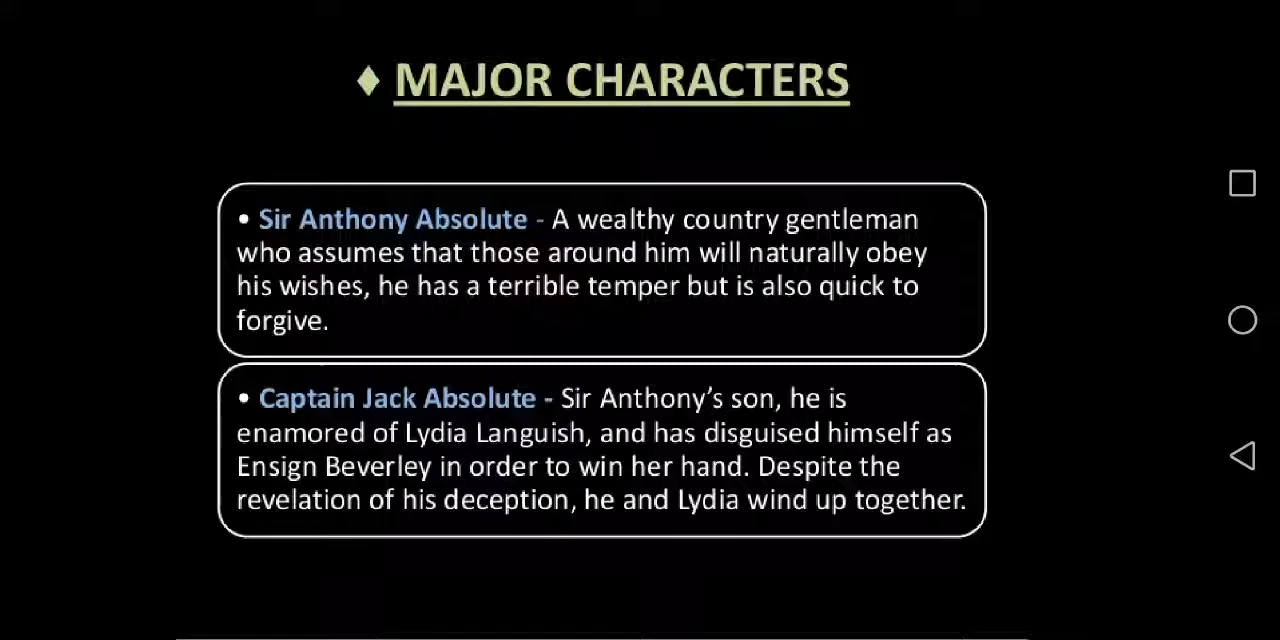 ♦ MAJOR CHARACTERS
• Sir Anthony Absolute - A wealthy country gentleman
who assumes that those around him will naturally obey
his wishes, he has a terrible temper but is also quick to
forgive.
• Captain Jack Absolute - Sir Anthony’s son, he is
enamored of Lydia Languish, and has disguised himself as
Ensign Beverley in order to win her hand. Despite the
revelation of his deception, he and Lydia wind up together.